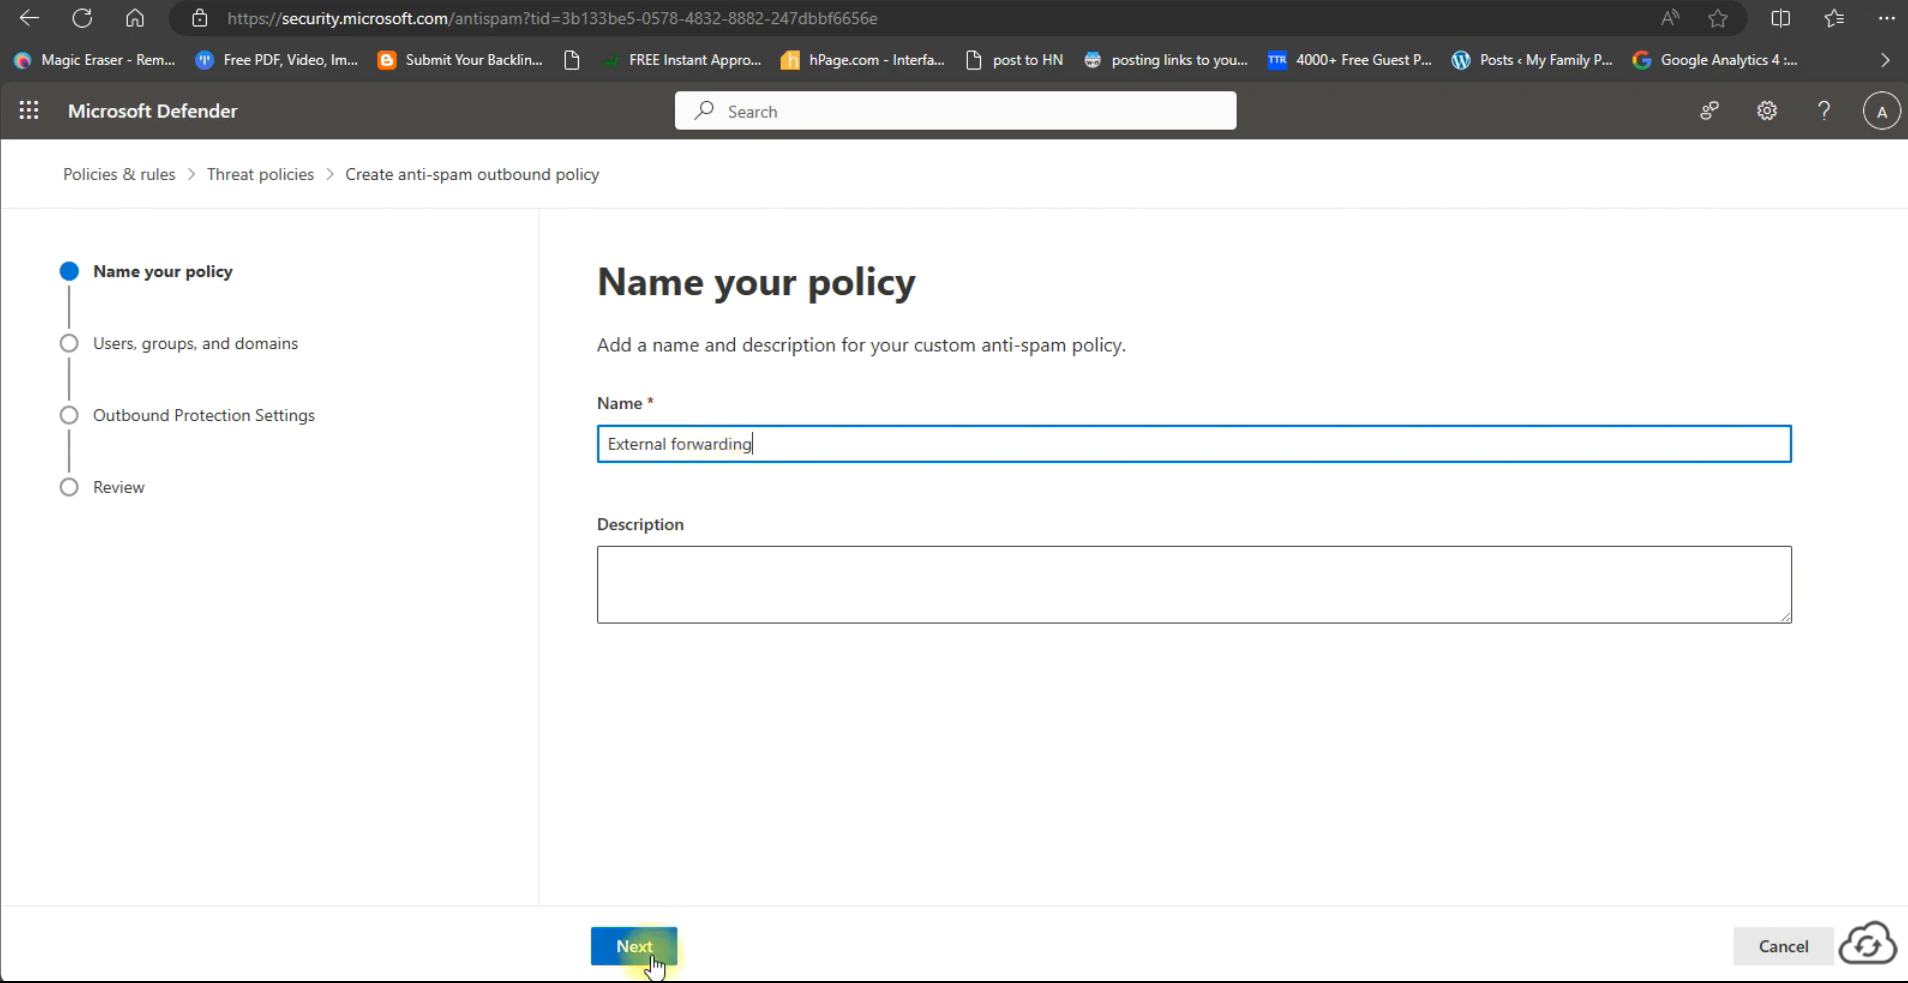 https://security.microsoft.com/antispam?tid=3b133be5-0578-4832-8882-247dbbf6656e
Magic Eraser - Rem... Free PDF, Video, Im... Submit Your Backlin... FREE Instant Appro... hPage.com - Interfa... post to HN posting links to you... TTR 4000+ Free Guest P... Posts ‹ My Family P... Google Analytics 4 :...
Microsoft Defender
Search
A
Policies & rules > Threat policies > Create anti-spam outbound policy
Name your policy
Users, groups, and domains
Outbound Protection Settings
Review
Name your policy
Add a name and description for your custom anti-spam policy.
Name *
External forwarding
Description
Next
Cancel